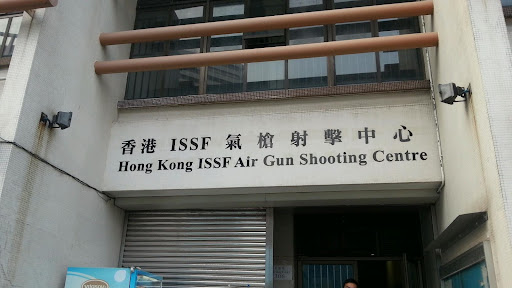 香港 ISSF 氣槍射擊中心
Hong Kong ISSF Air Gun Shooting Centre